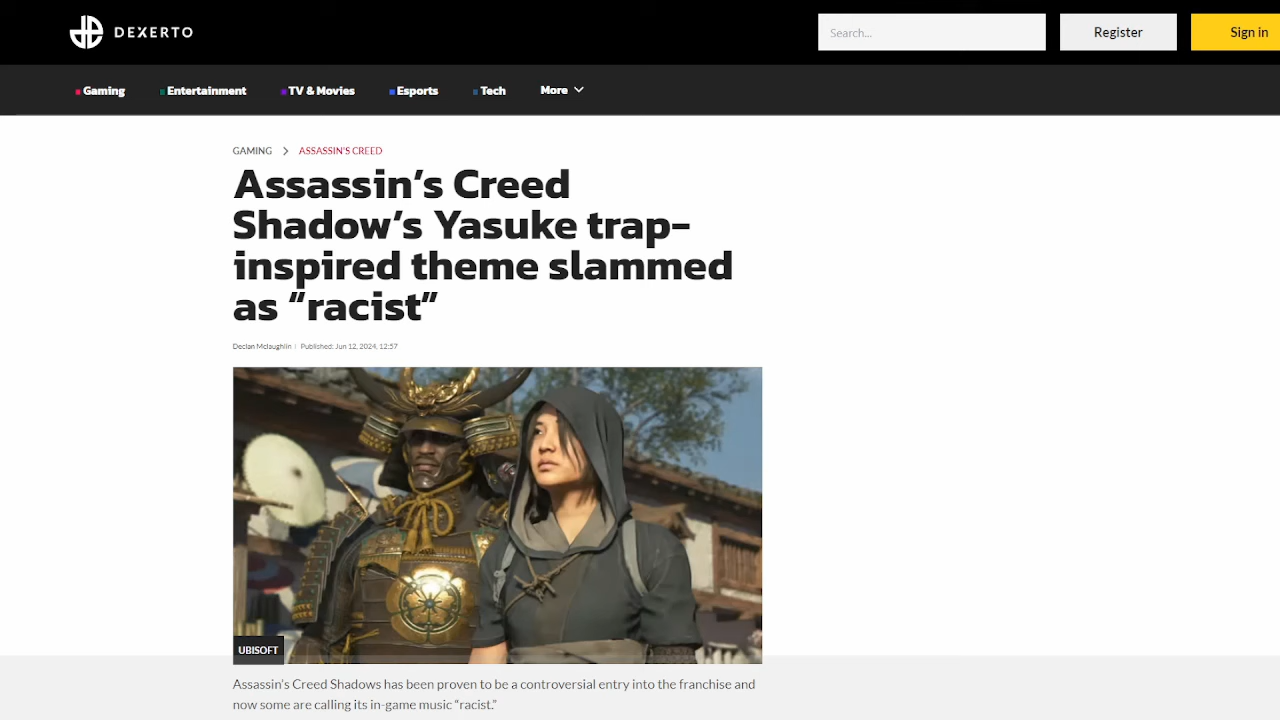 DEXERTO
Search...
Register
Sign in
Gaming
Entertainment
TV & Movies
Esports
Tech
More
GAMING
ASSASSIN'S CREED
Assassin’s Creed
Shadow’s Yasuke trap-
inspired theme slammed
as “racist”
Declan Mclaughlin | Published: Jun 12, 2024, 12:57
UBISOFT
Assassin’s Creed Shadows has been proven to be a controversial entry into the franchise and
now some are calling its in-game music “racist.”